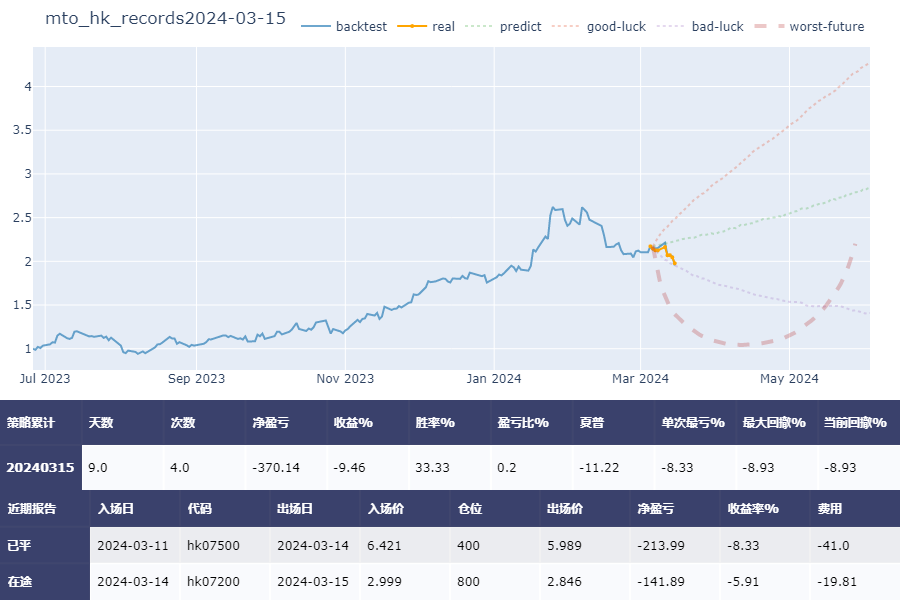 mto_hk_records2024-03-15
backtest real predict good-luck bad-luck worst-future
4
3.5
3
2.5
2
1.5
1
Jul 2023 Sep 2023 Nov 2023 Jan 2024 Mar 2024 May 2024
策略累计 天数 次数 净盈亏 收益% 胜率% 盈亏比% 夏普 单次最亏% 最大回撤% 当前回撤%
20240315 9.0 4.0 -370.14 -9.46 33.33 0.2 -11.22 -8.33 -8.93 -8.93
近期报告 入场日 代码 出场日 入场价 仓位 出场价 净盈亏 收益率% 费用
已平 2024-03-11 hk07500 2024-03-14 6.421 400 5.989 -213.99 -8.33 -41.0
在途 2024-03-14 hk07200 2024-03-15 2.999 800 2.846 -141.89 -5.91 -19.81